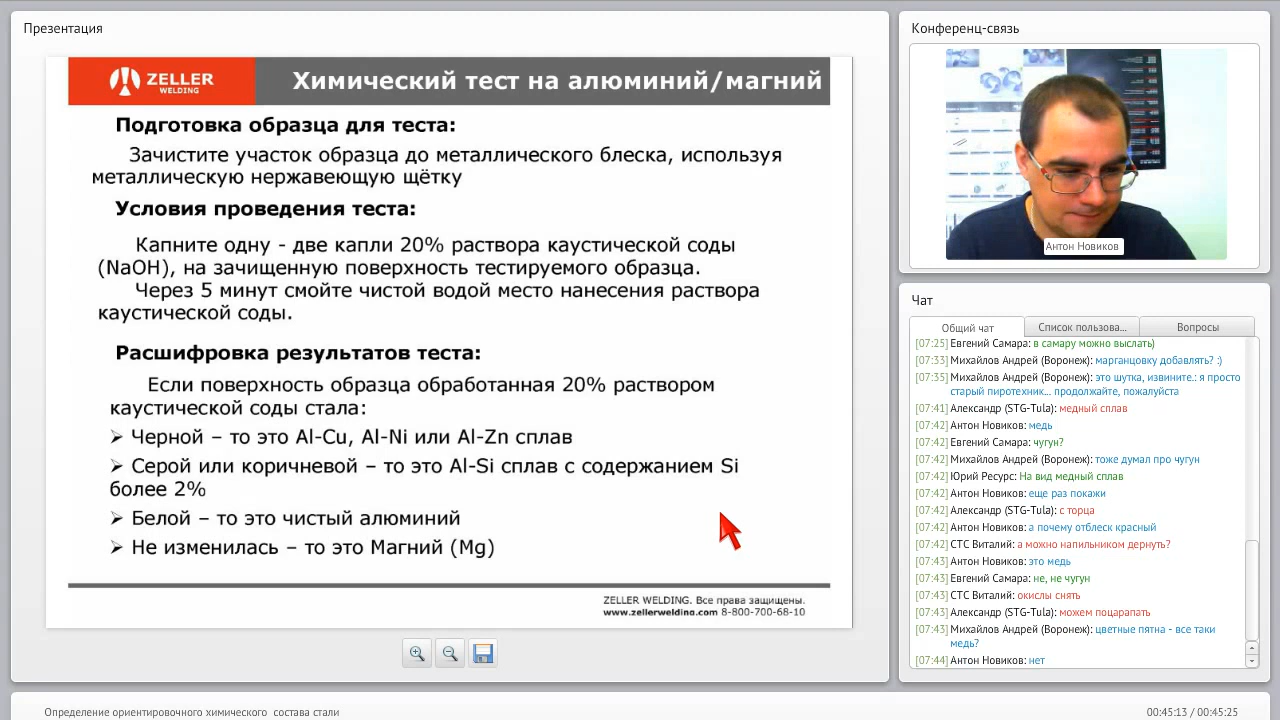 Презентация
ZELLER
WELDING
Химический тест на алюминий/магний
Подготовка образца для теста:
Зачистите участок образца до металлического блеска, используя
металлическую нержавеющую щётку
Условия проведения теста:
Капните одну - две капли 20% раствора каустической соды
(NaOH), на зачищенную поверхность тестируемого образца.
Через 5 минут смойте чистой водой место нанесения раствора
каустической соды.
Расшифровка результатов теста:
Если поверхность образца обработанная 20% раствором
каустической соды стала:
Черной – то это Al-Cu, Al-Ni или Al-Zn сплав
Серой или коричневой – то это Al-Si сплав с содержанием Si
более 2%
Белой – то это чистый алюминий
Не изменилась – то это Магний (Mg)
ZELLER WELDING. Все права защищены.
www.zellerwelding.com 8-800-700-68-10
Конференц-связь
Антон Новиков
Чат
Общий чат
Список пользова...
Вопросы
[07:25] Евгений Самара: в самару можно выслать)
[07:33] Михайлов Андрей (Воронеж): марганцовку добавлять? :)
[07:35] Михайлов Андрей (Воронеж): это шутка, извините.: я просто
старый пиротехник... продолжайте, пожалуйста
[07:41] Александр (STG-Tula): медный сплав
[07:42] Антон Новиков: медь
[07:42] Евгений Самара: чугун?
[07:42] Михайлов Андрей (Воронеж): тоже думал про чугун
[07:42] Юрий Ресурс: На вид медный сплав
[07:42] Антон Новиков: еще раз покажи
[07:42] Александр (STG-Tula): с торца
[07:42] Антон Новиков: а почему отблеск красный
[07:42] СТС Виталий: а можно напильником дернуть?
[07:43] Антон Новиков: это медь
[07:43] Евгений Самара: не, не чугун
[07:43] СТС Виталий: окислы снять
[07:43] Александр (STG-Tula): можем поцарапать
[07:43] Михайлов Андрей (Воронеж): цветные пятна - все таки
медь?
[07:44] Антон Новиков: нет
Определение ориентировочного химического состава стали
00:45:13 / 00:45:25